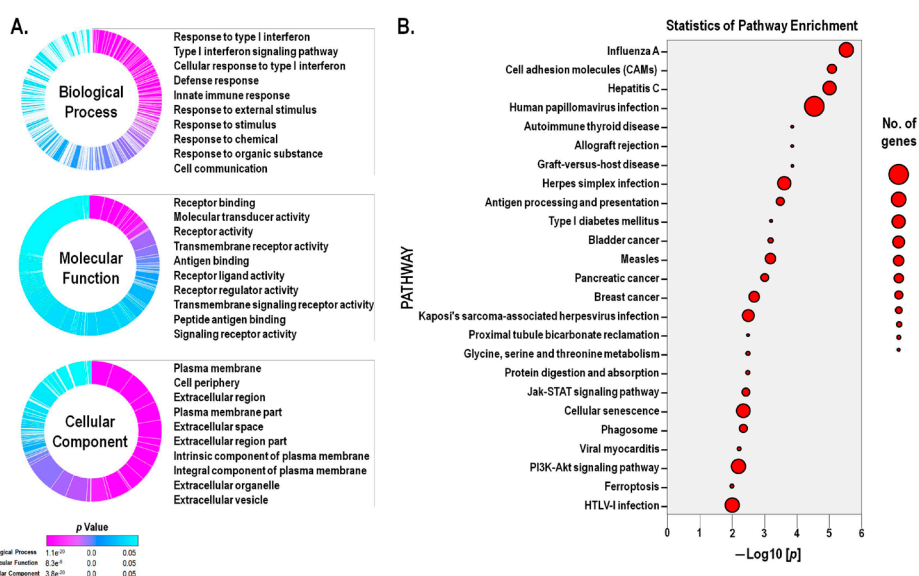 A.
Response to type I interferon
Type I interferon signaling pathway
Cellular response to type I interferon
Defense response
Innate immune response
Response to external stimulus
Response to stimulus
Response to chemical
Response to organic substance
Cell communication
Biological
Process
Receptor binding
Molecular transducer activity
Receptor activity
Transmembrane receptor activity
Antigen binding
Receptor ligand activity
Receptor regulator activity
Transmembrane signaling receptor activity
Peptide antigen binding
Signaling receptor activity
Molecular
Function
Plasma membrane
Cell periphery
Extracellular region
Plasma membrane part
Extracellular space
Extracellular region part
Intrinsic component of plasma membrane
Integral component of plasma membrane
Extracellular organelle
Extracellular vesicle
Cellular
Component
p Value
ogical Process 1.1e-20 0.0 0.05
cular Function 8.3e 0.0 0.05
lar Component 3.8e-20 0.0 0.05
B.
Statistics of Pathway Enrichment
PATHWAY
Influenza A
Cell adhesion molecules (CAMs)
Hepatitis C
Human papillomavirus infection
Autoimmune thyroid disease
Allograft rejection
Graft-versus-host disease
Herpes simplex infection
Antigen processing and presentation
Type I diabetes mellitus
Bladder cancer
Measles
Pancreatic cancer
Breast cancer
Kaposi's sarcoma-associated herpesvirus infection
Proximal tubule bicarbonate reclamation
Glycine, serine and threonine metabolism
Protein digestion and absorption
Jak-STAT signaling pathway
Cellular senescence
Phagosome
Viral myocarditis
PI3K-Akt signaling pathway
Ferroptosis
HTLV-I infection
0 1 2 3 4 5 6
—Log10 [p]
No. of
genes